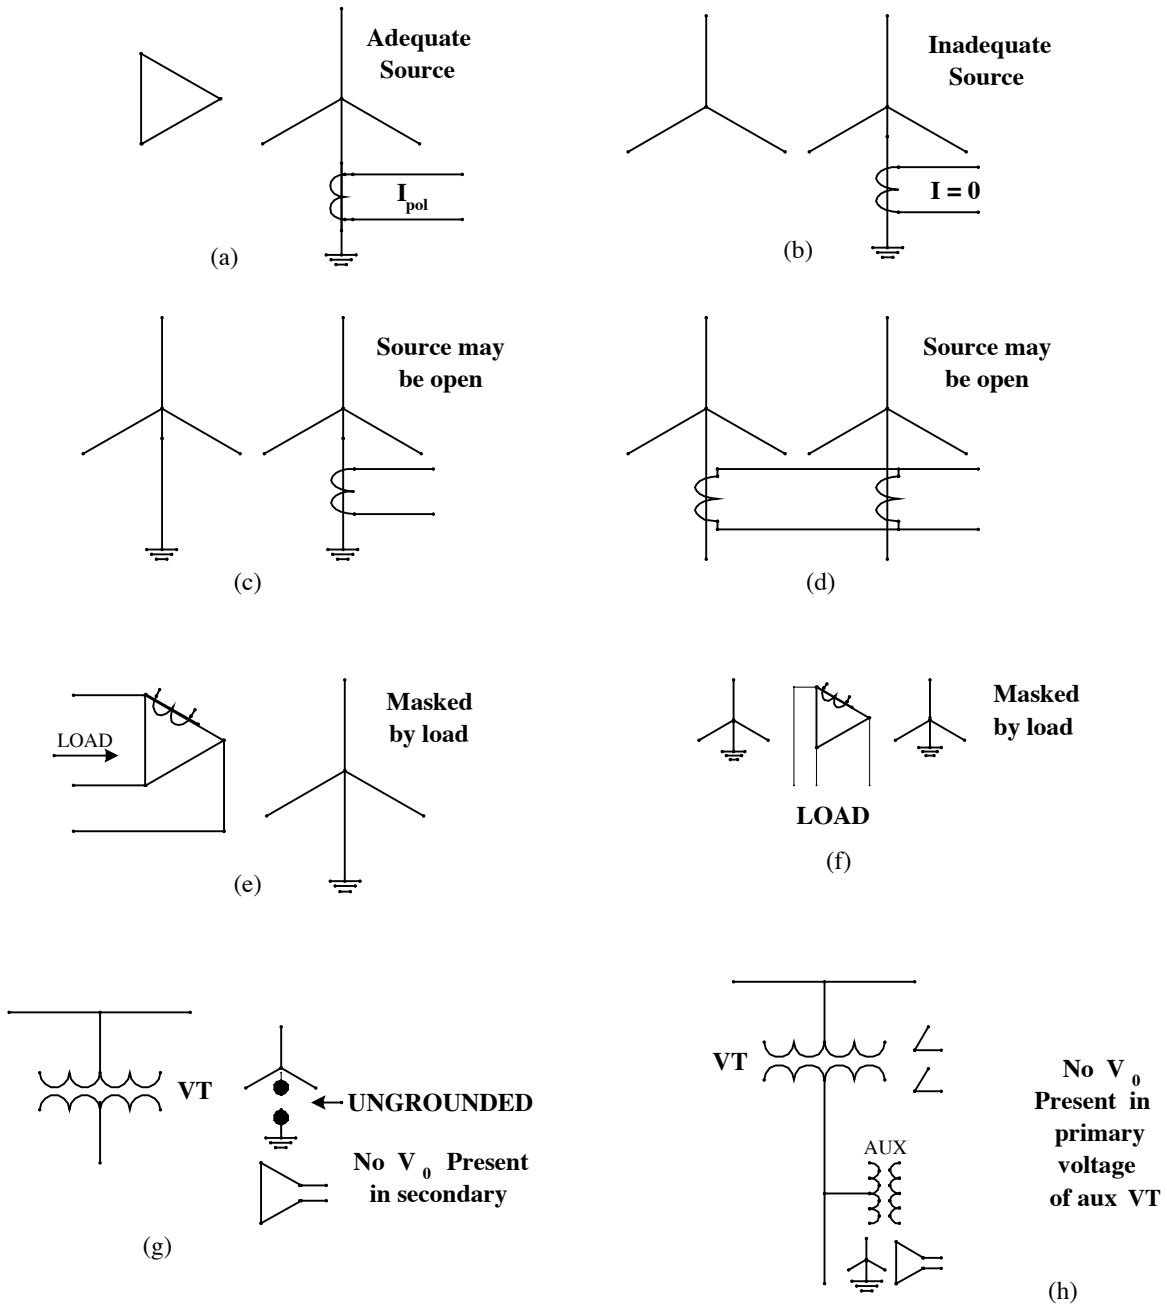 Adequate
Source
I pol
(a)
Inadequate
Source
I = 0
(b)
Source may
be open
(c)
Source may
be open
(d)
LOAD
Masked
by load
(e)
Masked
by load
LOAD
(f)
VT
UNGROUNDED
No V 0 Present
in secondary
(g)
VT
AUX
No V 0
Present in
primary
voltage
of aux VT
(h)